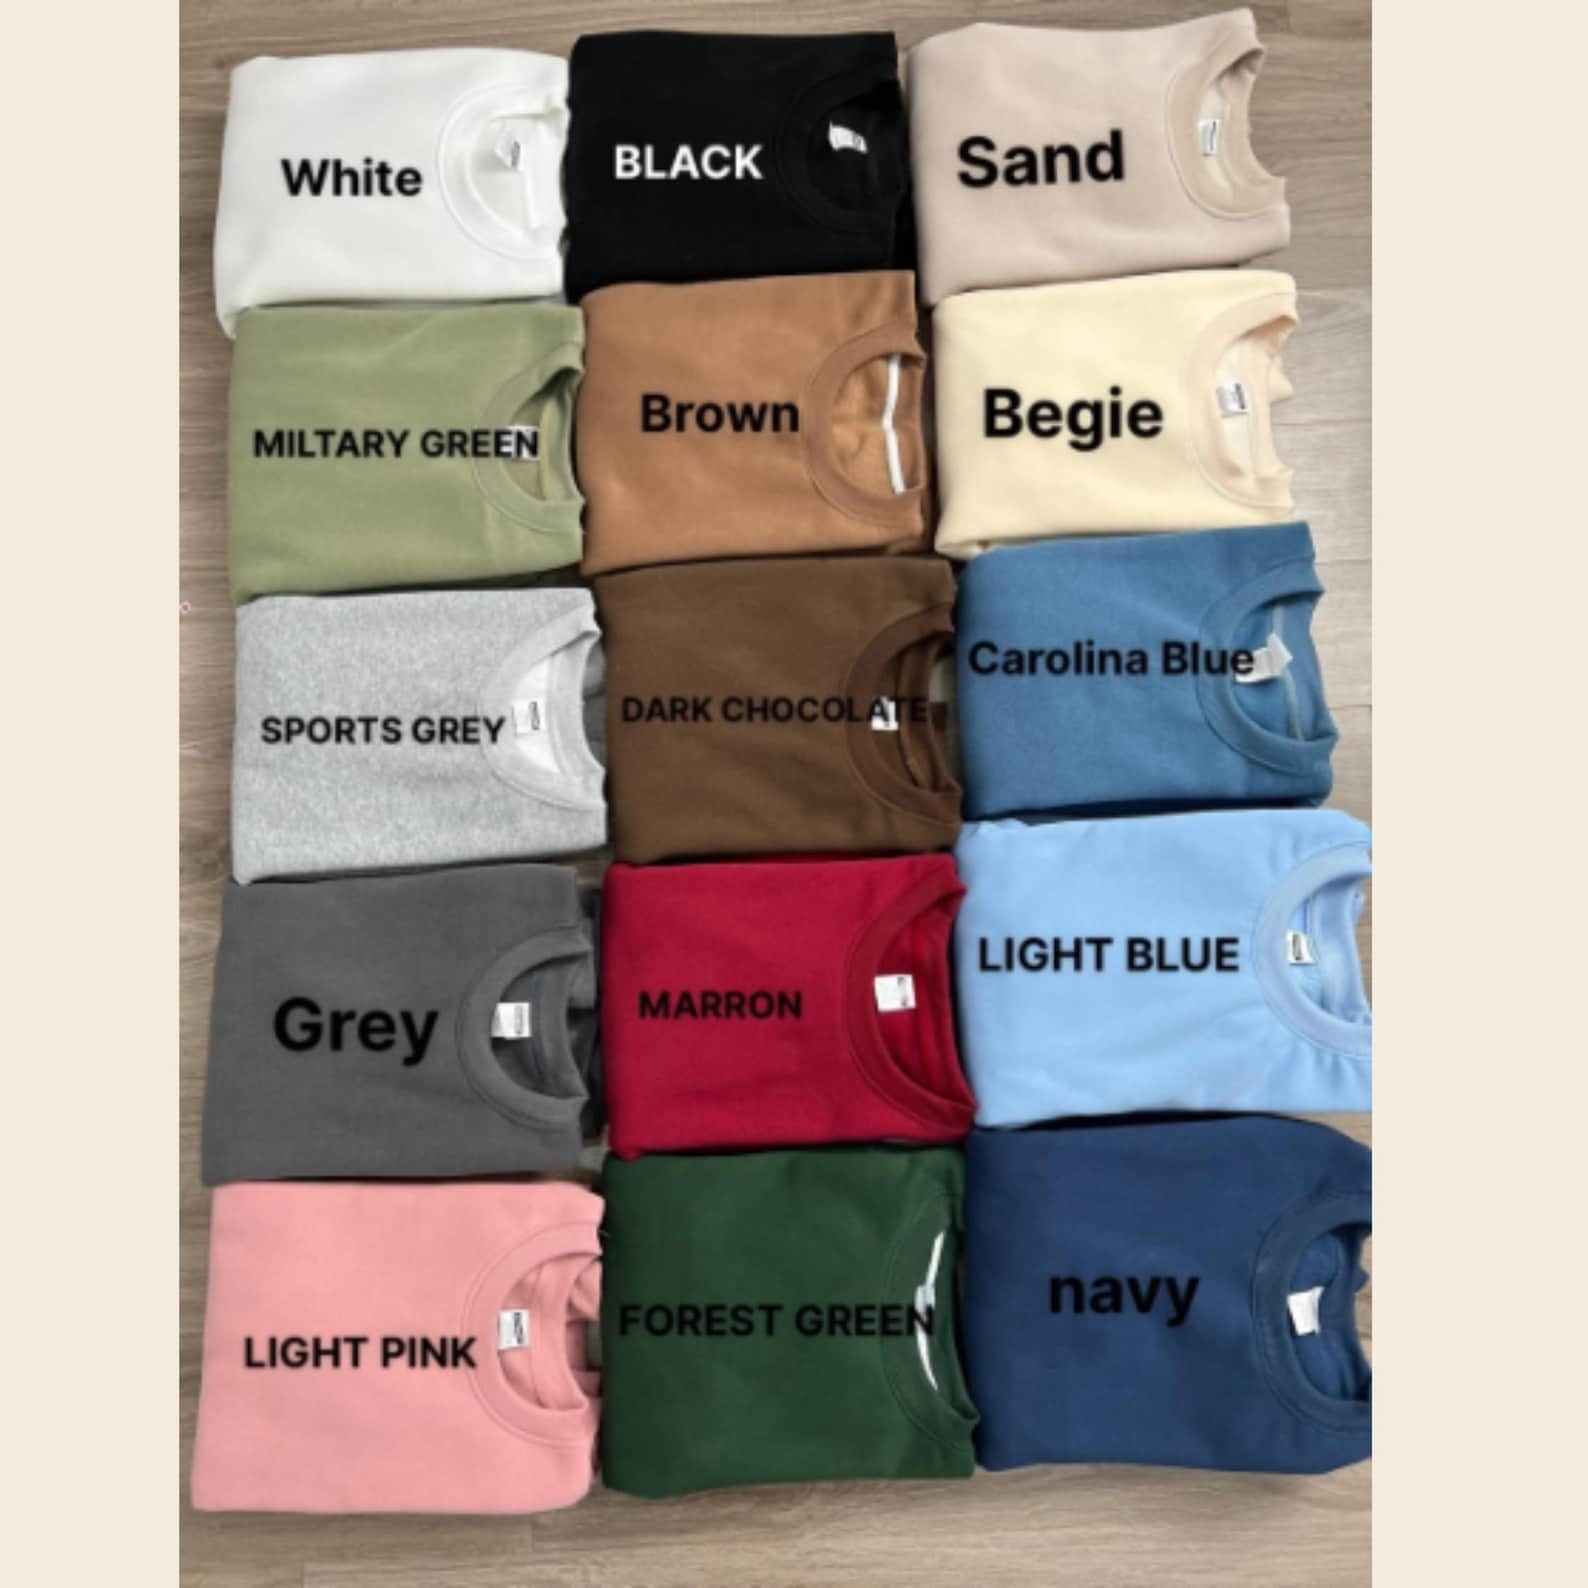 White
BLACK
Sand
MILTARY GREEN
Brown
Begie
SPORTS GREY
DARK CHOCOLATE
Carolina Blue
Grey
MARRON
LIGHT BLUE
LIGHT PINK
FOREST GREEN
navy